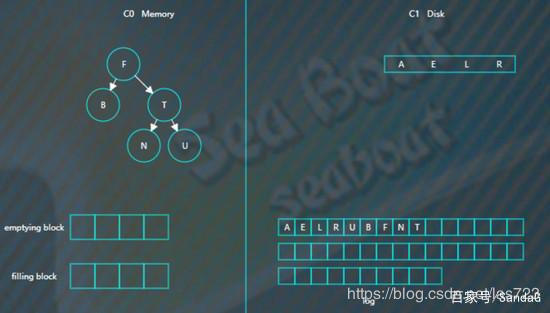 C0 Memory
C1 Disk
F
B
T
N
U
A E L R
Sea Boat
seaboat
emptying block
A E L R U B F N T
filling block
log
https://blog.csdn.net/les723
百家号/SandaG